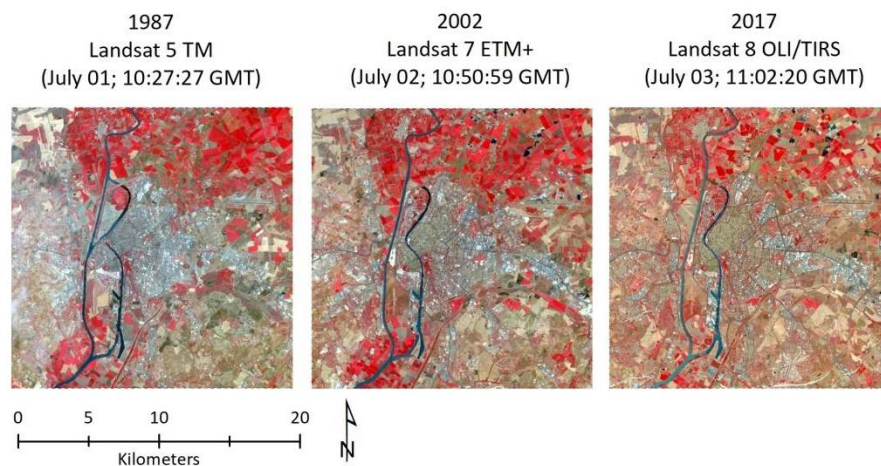 1987
Landsat 5 TM
(July 01; 10:27:27 GMT)
2002
Landsat 7 ETM+
(July 02; 10:50:59 GMT)
2017
Landsat 8 OLI/TIRS
(July 03; 11:02:20 GMT)
0 5 10 20
Kilometers
N